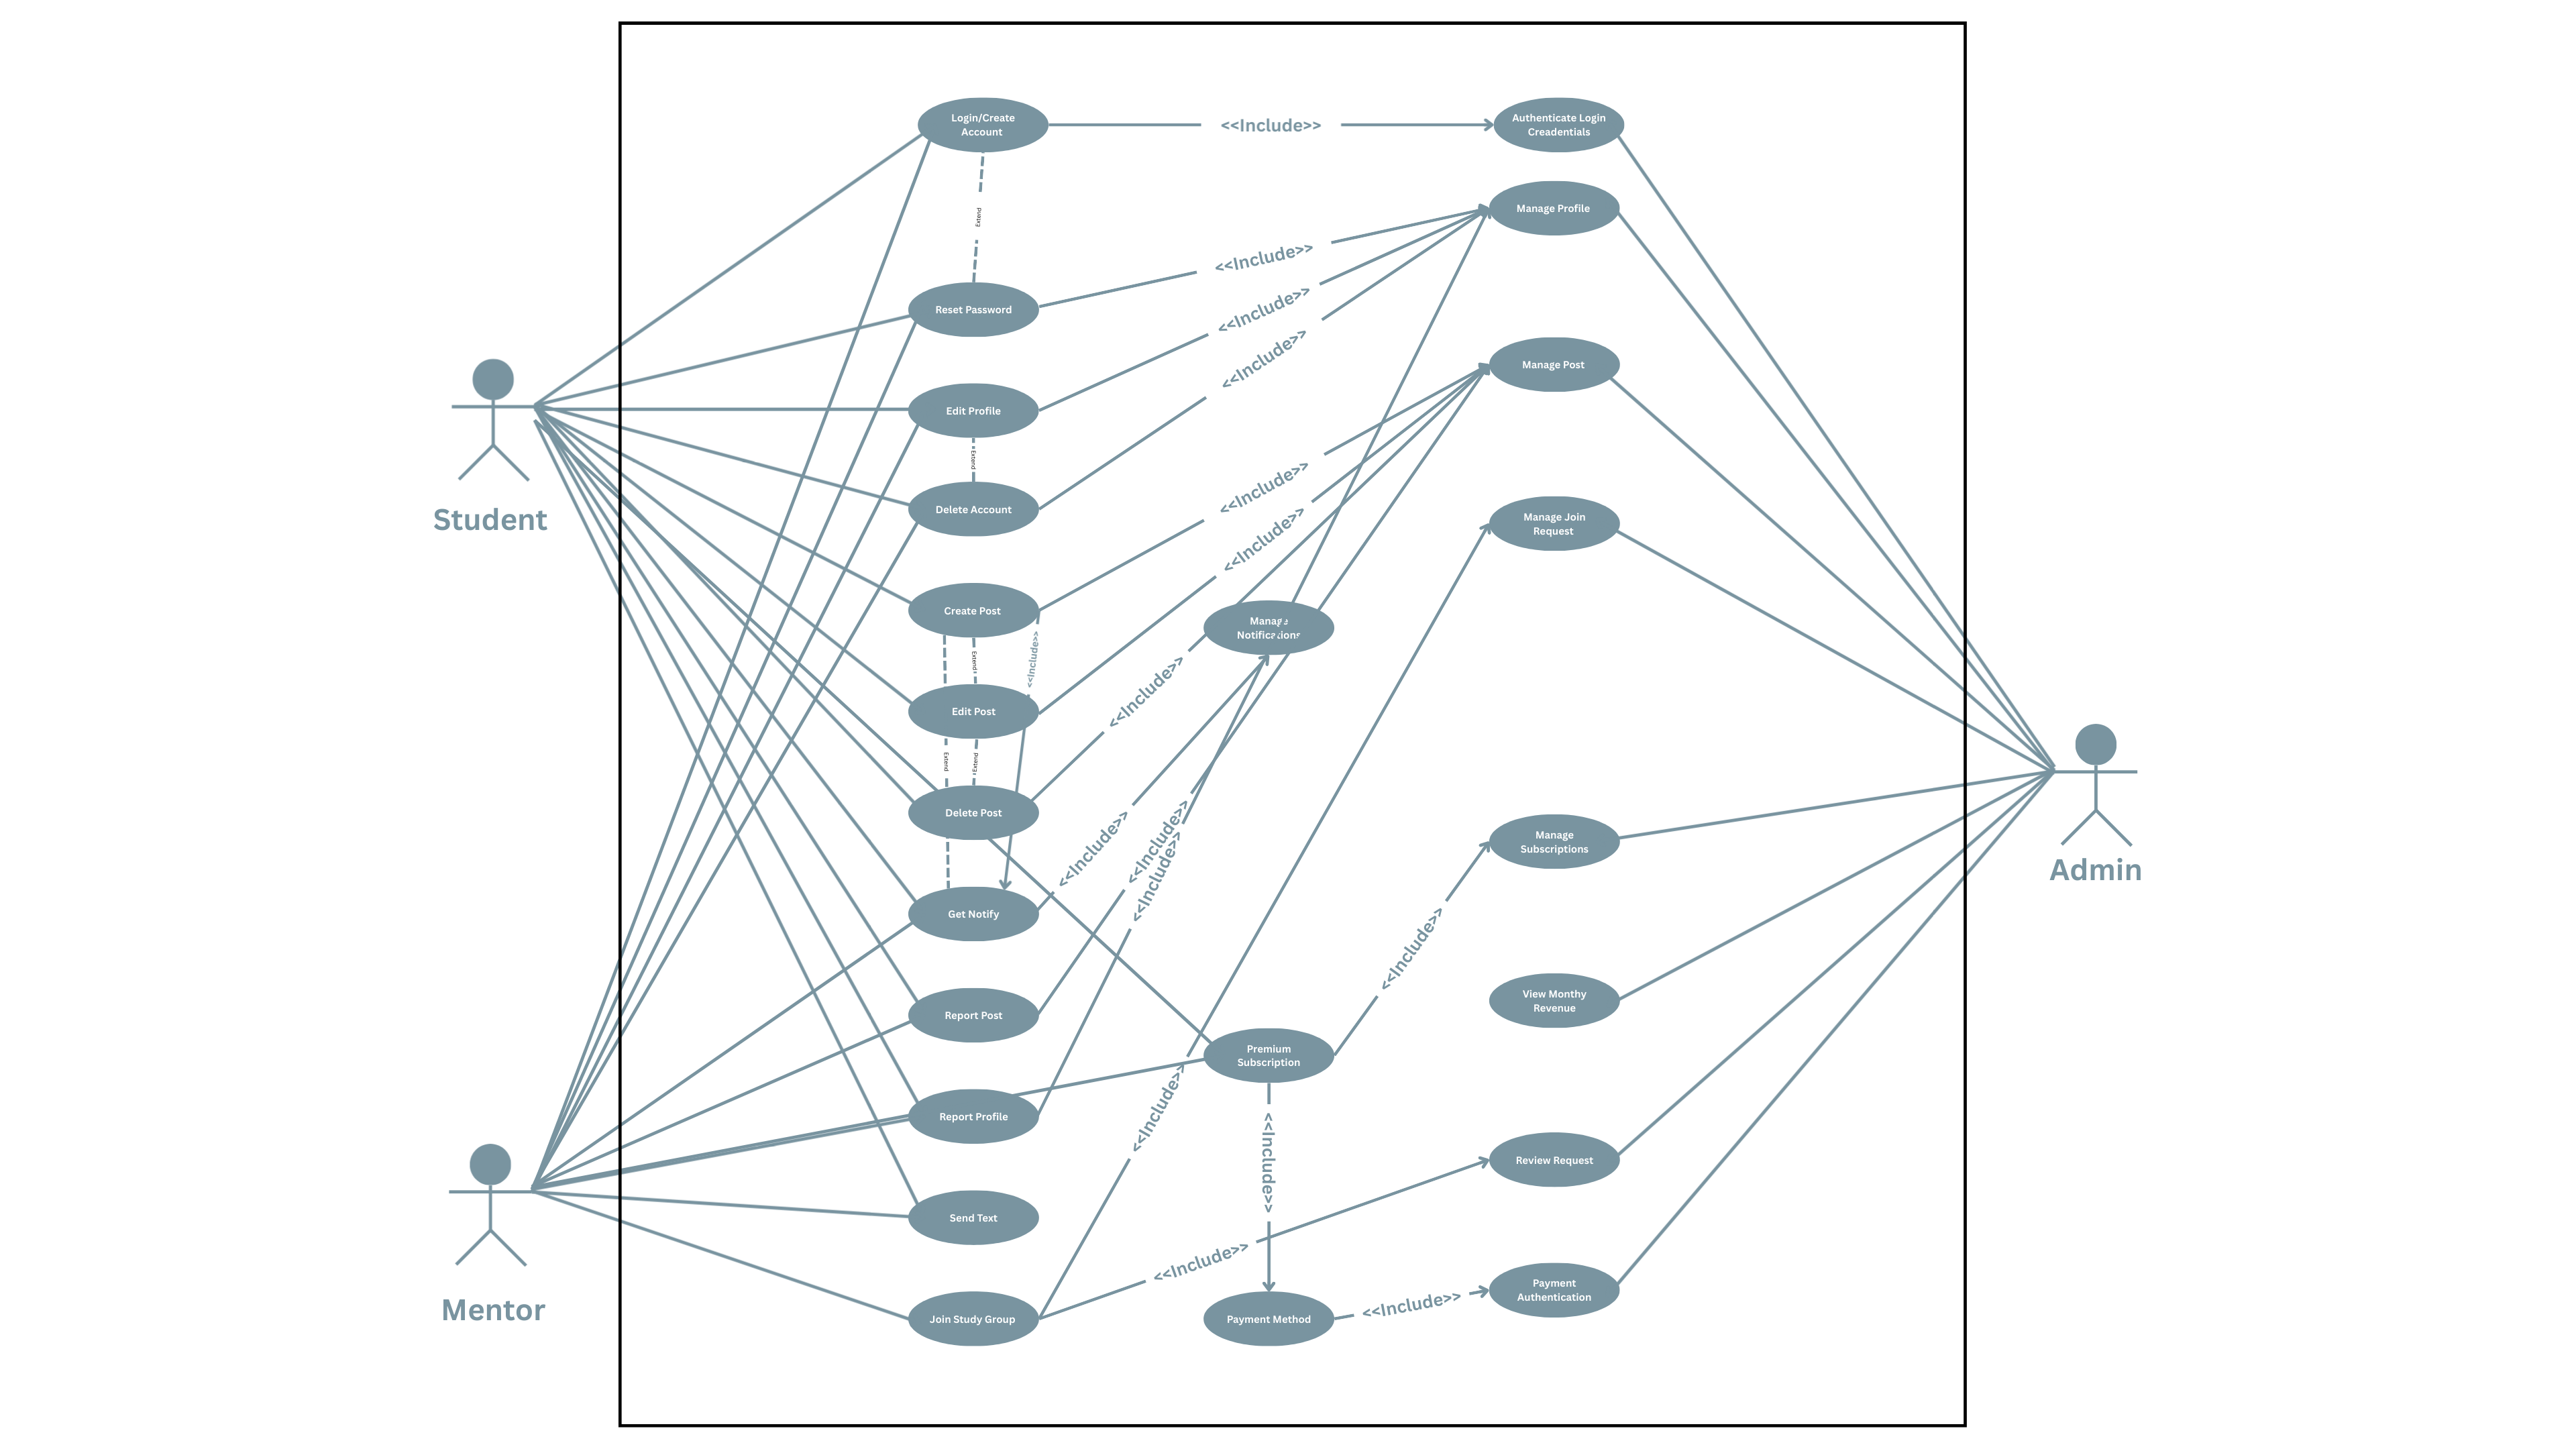 Login/Create
Account
<<Include>>
Authenticate Login
Creadentials
Extend
Manage Profile
<<Include>>
Reset Password
<<Include>>
<<Include>>
Manage Post
Edit Profile
Extend
<<Include>>
Delete Account
Student
<<Include>>
Manage Join
Request
Create Post
Manage
Notifications
<<Include>>
Extend
Edit Post
<<Include>>
Extend
Extend
Delete Post
Manage
Subscriptions
Admin
<<Include>>
<<Include>>
<<Include>>
Get Notify
<<Include>>
View Monthy
Revenue
Report Post
Premium
Subscription
<<Include>>
Report Profile
<<Include>>
Review Request
Send Text
<<Include>>
Mentor
Join Study Group
Payment Method
<<Include>>
Payment
Authentication